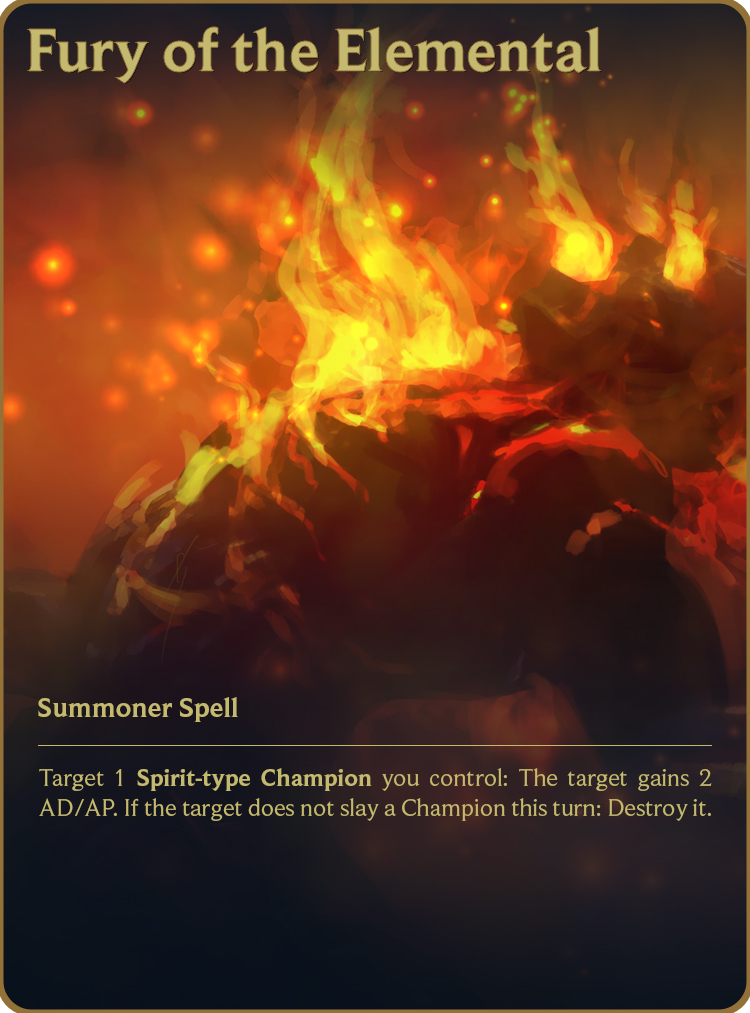 Fury of the Elemental
Summoner Spell
Target 1 Spirit-type Champion you control: The target gains 2
AD/AP. If the target does not slay a Champion this turn: Destroy it.